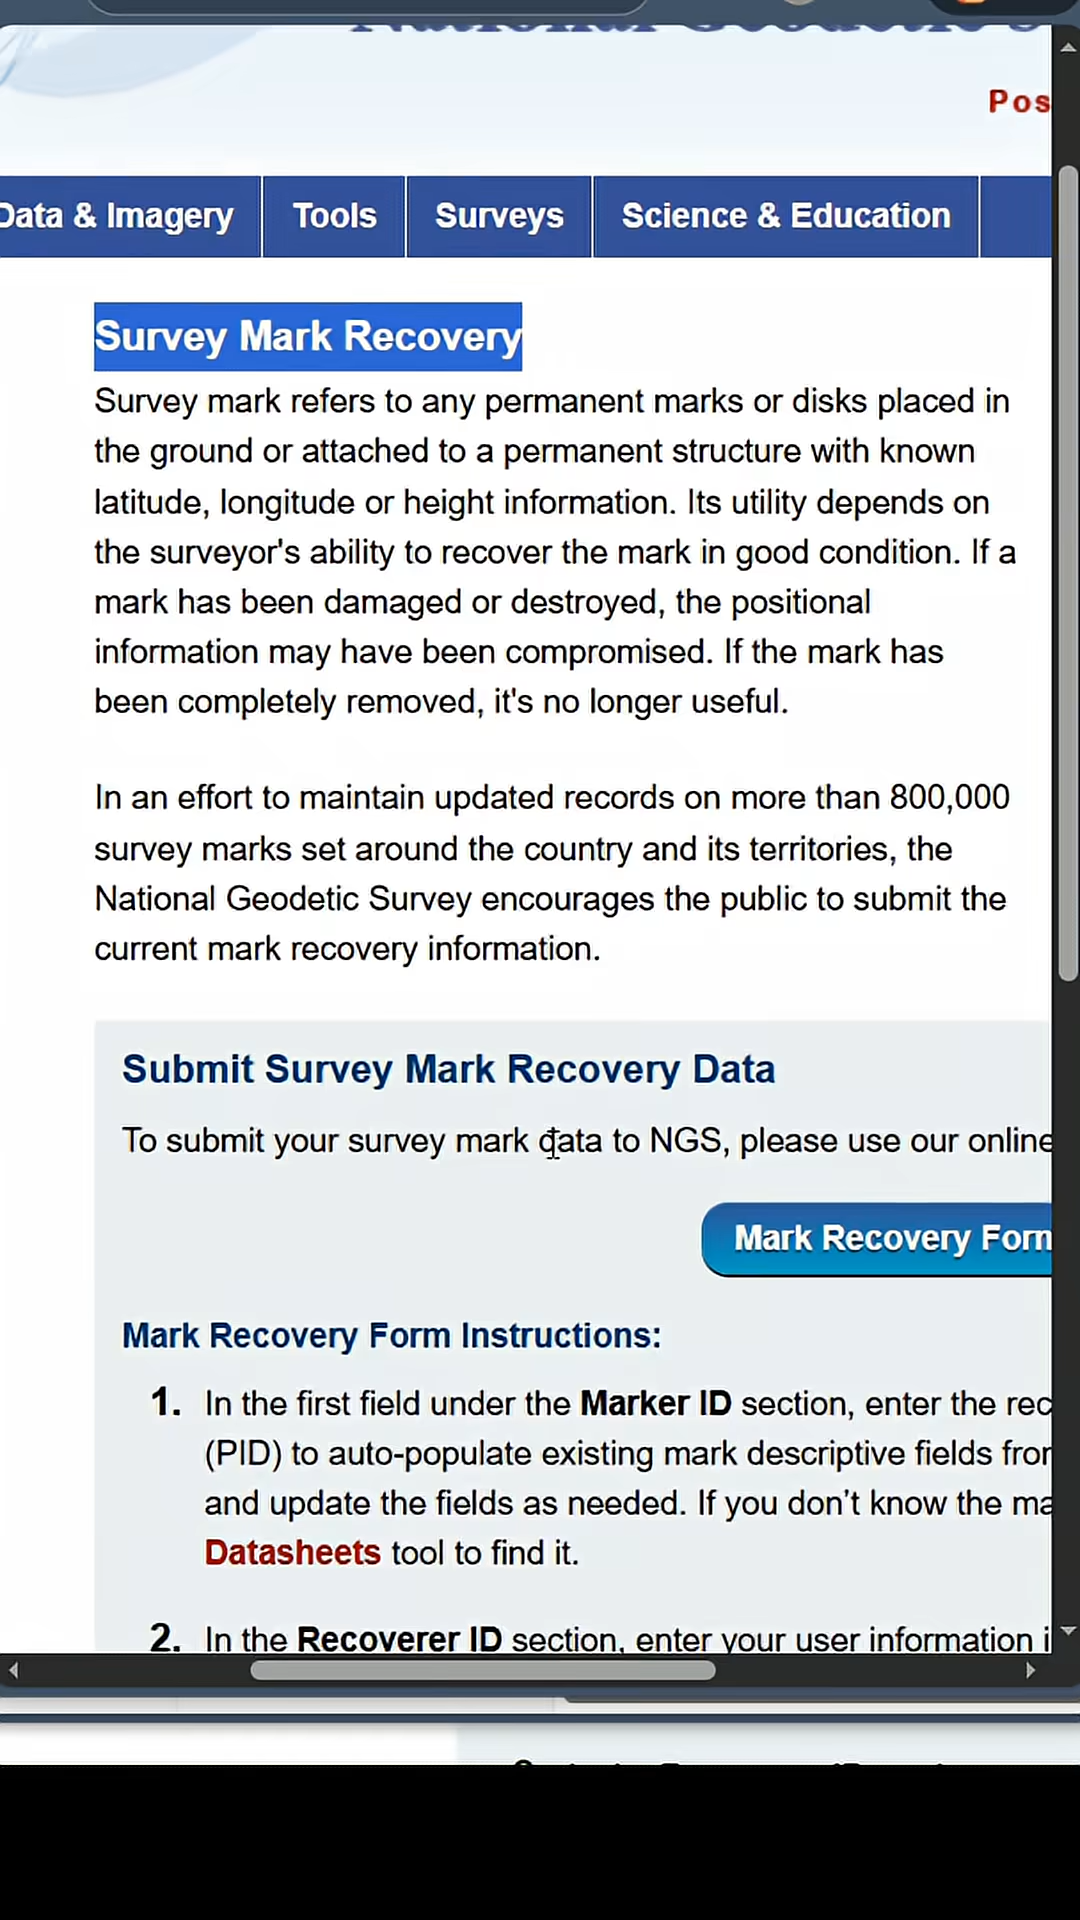 Pos
Data & Imagery Tools Surveys Science & Education
Survey Mark Recovery
Survey mark refers to any permanent marks or disks placed in
the ground or attached to a permanent structure with known
latitude, longitude or height information. Its utility depends on
the surveyor's ability to recover the mark in good condition. If a
mark has been damaged or destroyed, the positional
information may have been compromised. If the mark has
been completely removed, it's no longer useful.
In an effort to maintain updated records on more than 800,000
survey marks set around the country and its territories, the
National Geodetic Survey encourages the public to submit the
current mark recovery information.
Submit Survey Mark Recovery Data
To submit your survey mark data to NGS, please use our online
Mark Recovery Form
Mark Recovery Form Instructions:
1. In the first field under the Marker ID section, enter the rec
(PID) to auto-populate existing mark descriptive fields from
and update the fields as needed. If you don’t know the ma
Datasheets tool to find it.
2. In the Recoverer ID section, enter your user information i